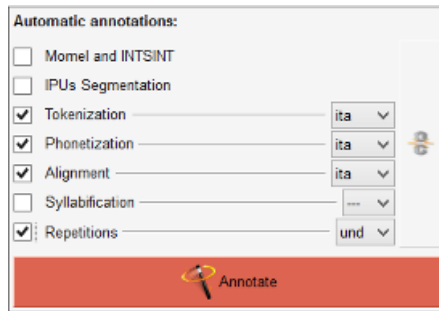 Automatic annotations:
Momel and INTSINT
IPUs Segmentation
Tokenization ita
Phonetization ita
Alignment ita
Syllabification ---
Repetitions und
Annotate